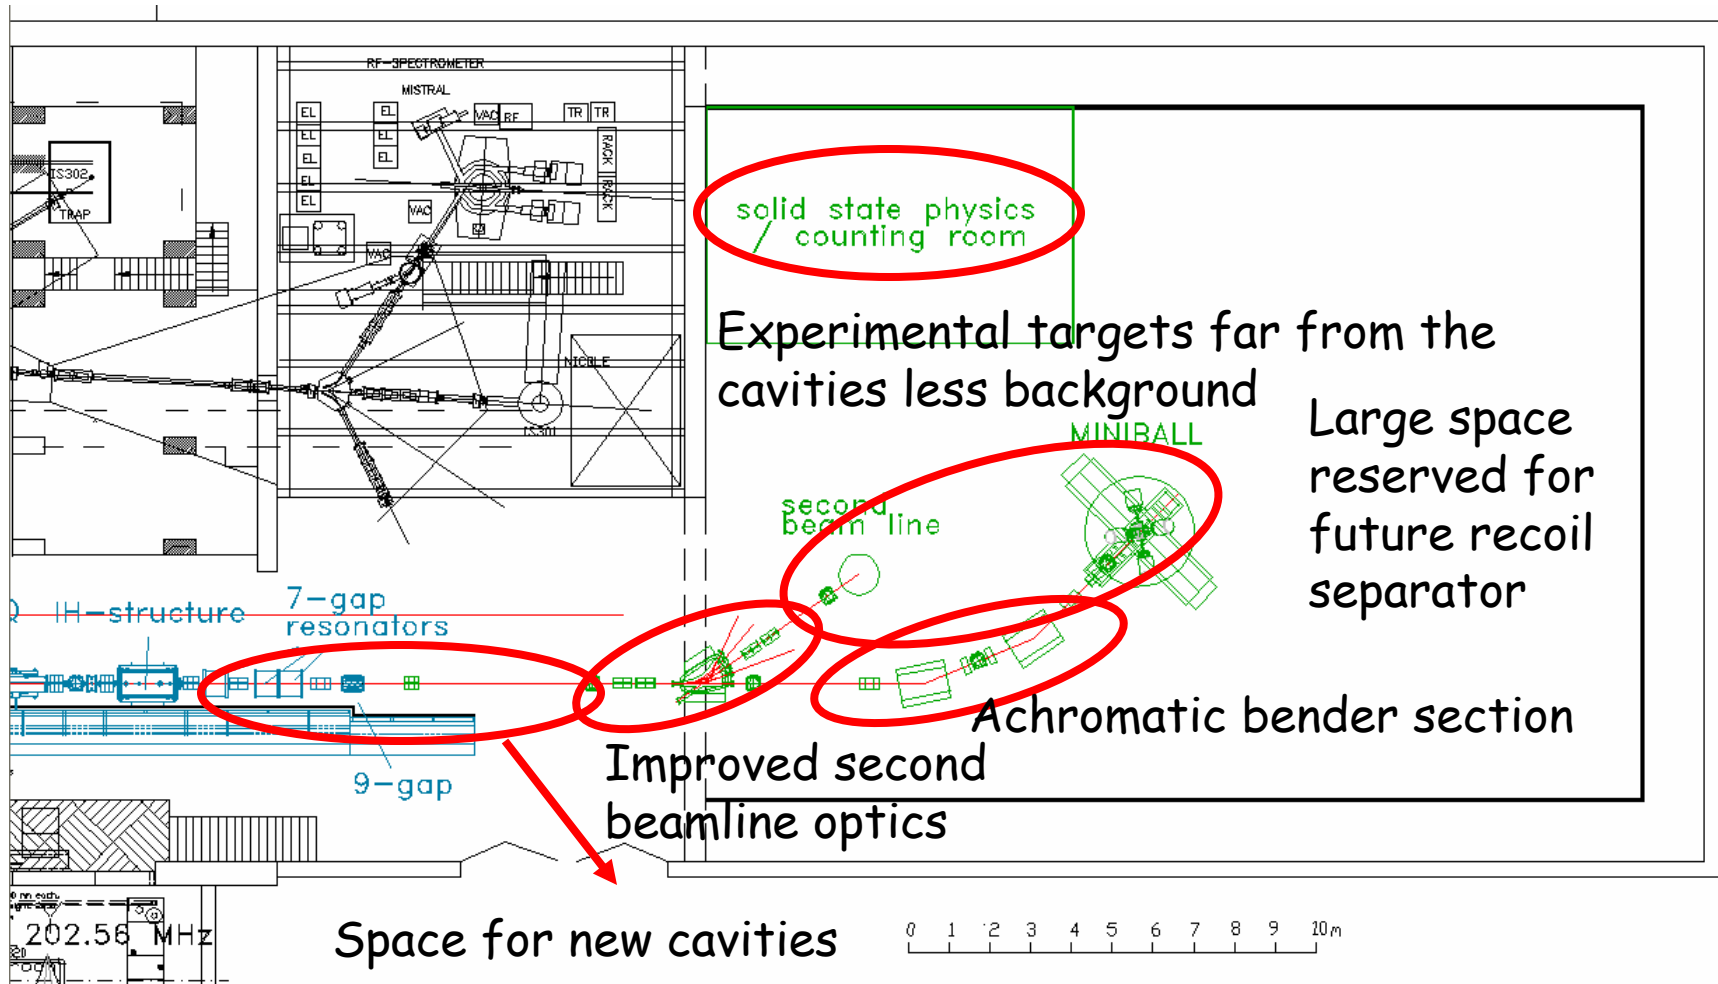 RF-SPECTROMETER
MISTRAL
EL
EL
VAC
RF
TR
TR
EL
EL
RACK
EL
EL
IS302
EL
RACK
EL
VAC
TRAP
solid state physics
/ counting room
VAC
Experimental targets far from the
cavities less background
NICOLE
IS301
Large space
reserved for
future recoil
separator
MINIBALL
second
beam line
Q IH-structure
7-gap
resonators
Achromatic bender section
Improved second
beamline optics
9-gap
202.56 MHz
Space for new cavities
0 1 2 3 4 5 6 7 8 9 10m